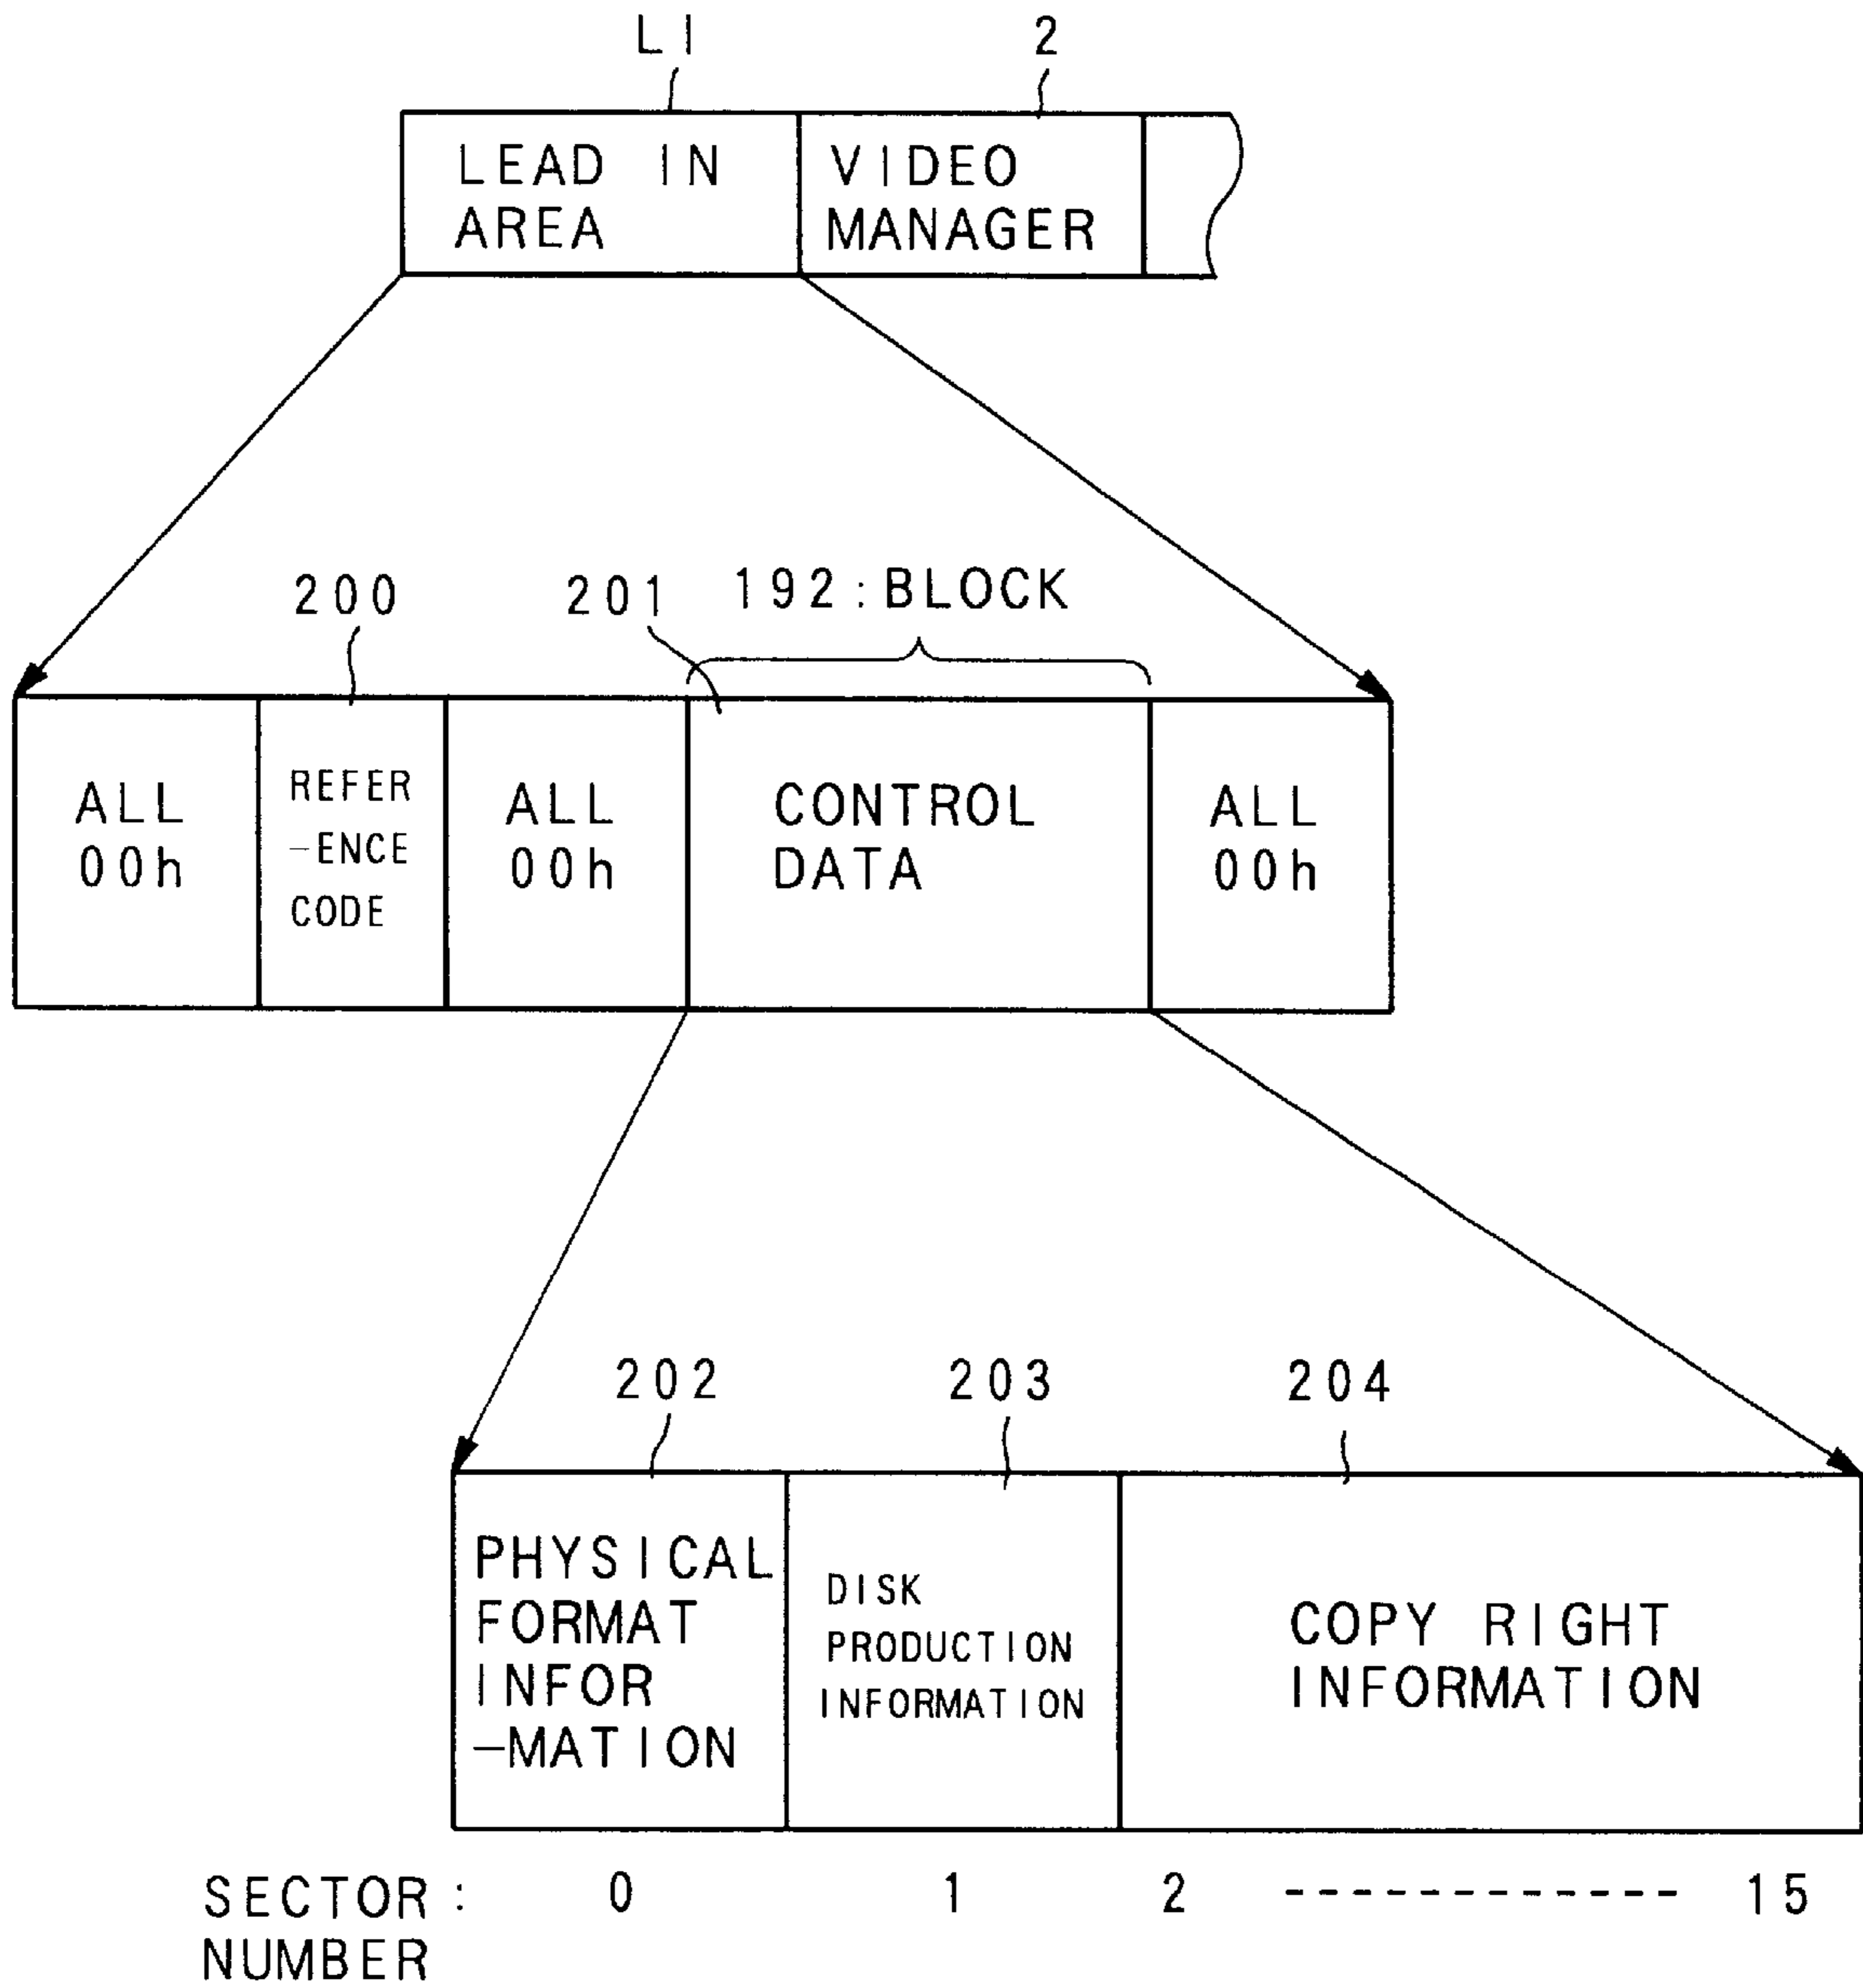 LI 2
LEAD IN AREA
VIDEO MANAGER
200 201 192:BLOCK
ALL 00h
REFER
-ENCE
CODE
ALL 00h
CONTROL
DATA
ALL 00h
202 203 204
PHYSICAL
FORMAT
INFOR
-MATION
DISK
PRODUCTION
INFORMATION
COPY RIGHT
INFORMATION
SECTOR : 0 1 2 ------------ 15
NUMBER